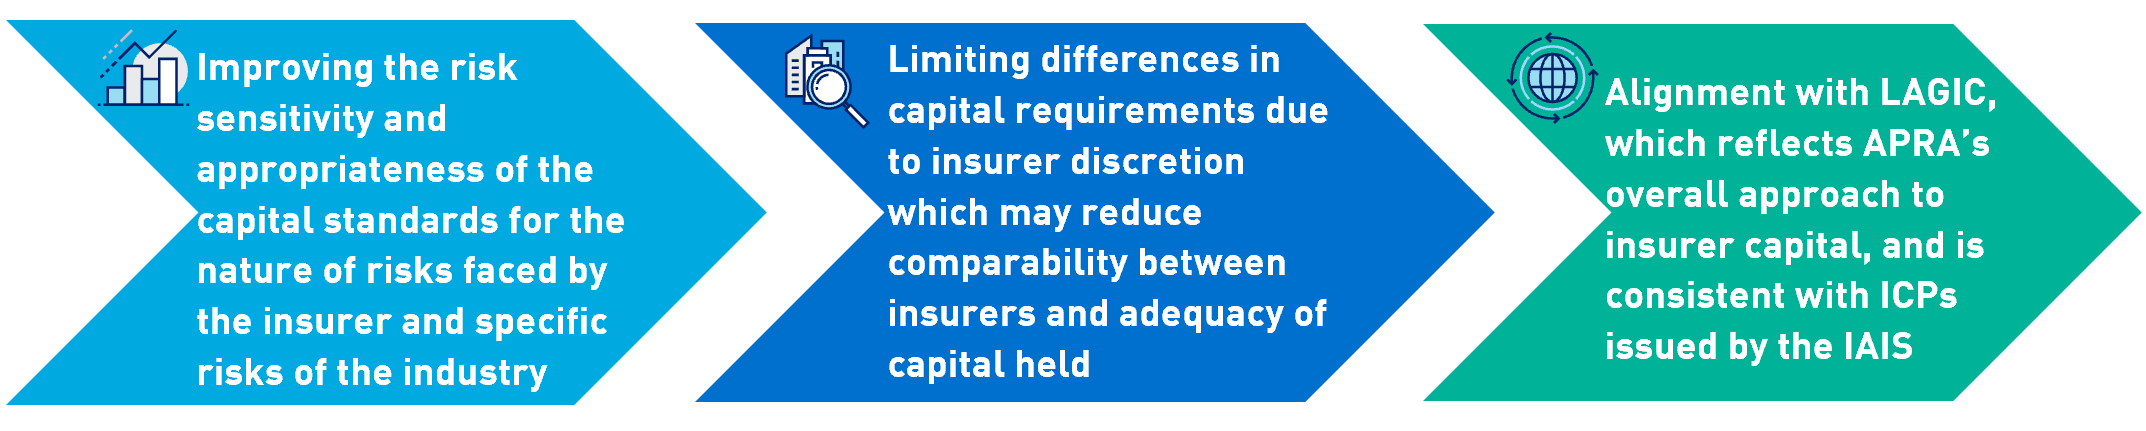 Improving the risk
sensitivity and
appropriateness of the
capital standards for the
nature of risks faced by
the insurer and specific
risks of the industry
Limiting differences in
capital requirements due
to insurer discretion
which may reduce
comparability between
insurers and adequacy of
capital held
Alignment with LAGIC,
which reflects APRA’s
overall approach to
insurer capital, and is
consistent with ICPs
issued by the IAIS